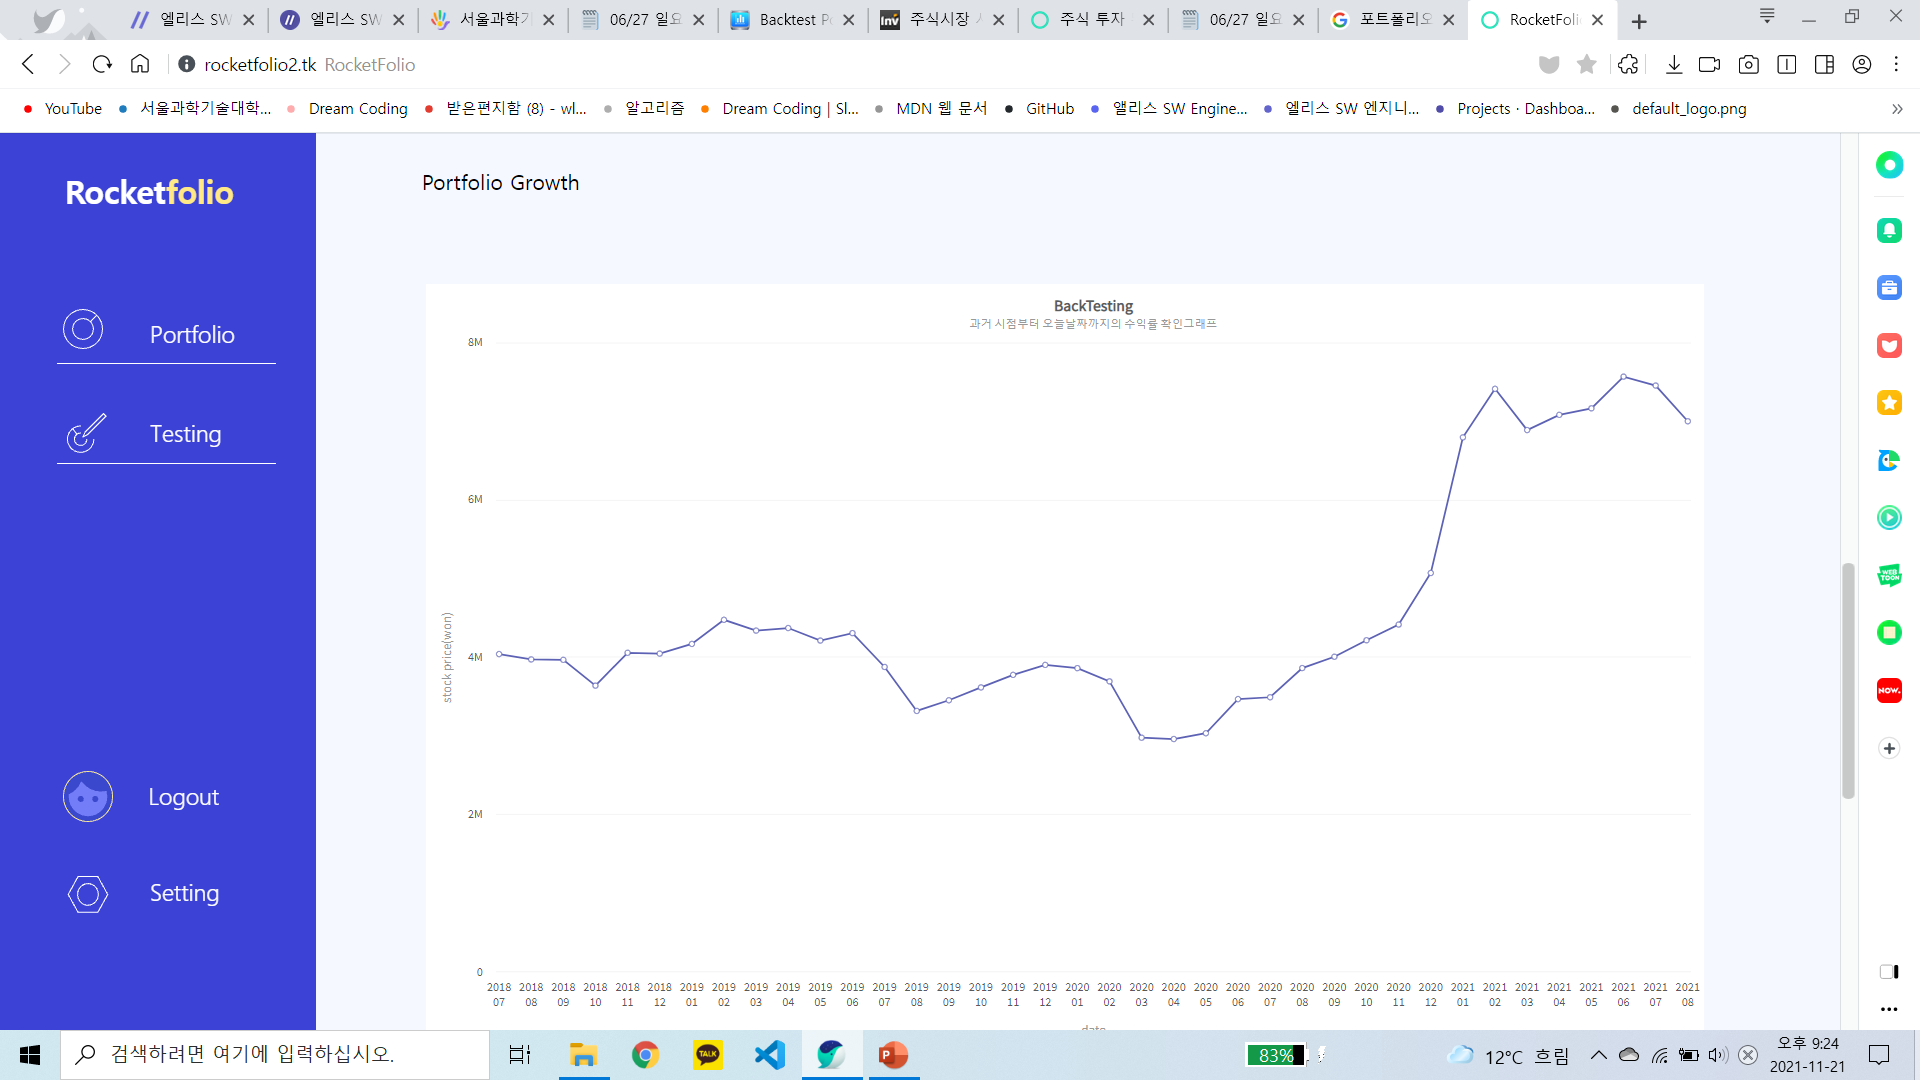 엘리스 SW
엘리스 SW
서울과학기
06/27 일요
Backtest Po
주식시장
주식 투자
06/27 일요
포트폴리오
RocketFoli
rocketfolio2.tk RocketFolio
YouTube
서울과학기술대학...
Dream Coding
받은편지함 (8) - wl...
알고리즘
Dream Coding | Sl...
MDN 웹 문서
GitHub
앨리스 SW Engine...
엘리스 SW 엔지니...
Projects · Dashboa...
default_logo.png
Rocketfolio
Portfolio
Testing
Logout
Setting
Portfolio Growth
BackTesting
과거 시점부터 오늘날짜까지의 수익률 확인그래프
8M
6M
4M
2M
0
stock price(won)
2018 2018 2018 2018 2018 2018 2019 2019 2019 2019 2019 2019 2019 2019 2019 2019 2019 2019 2020 2020 2020 2020 2020 2020 2020 2020 2020 2020 2020 2020 2021 2021 2021 2021 2021 2021 2021 2021
07 08 09 10 11 12 01 02 03 04 05 06 07 08 09 10 11 12 01 02 03 04 05 06 07 08 09 10 11 12 01 02 03 04 05 06 07 08
date
WEB
TOON
NOW.
검색하려면 여기에 입력하십시오.
TALK
83%
12°C 흐림
오후 9:24
2021-11-21